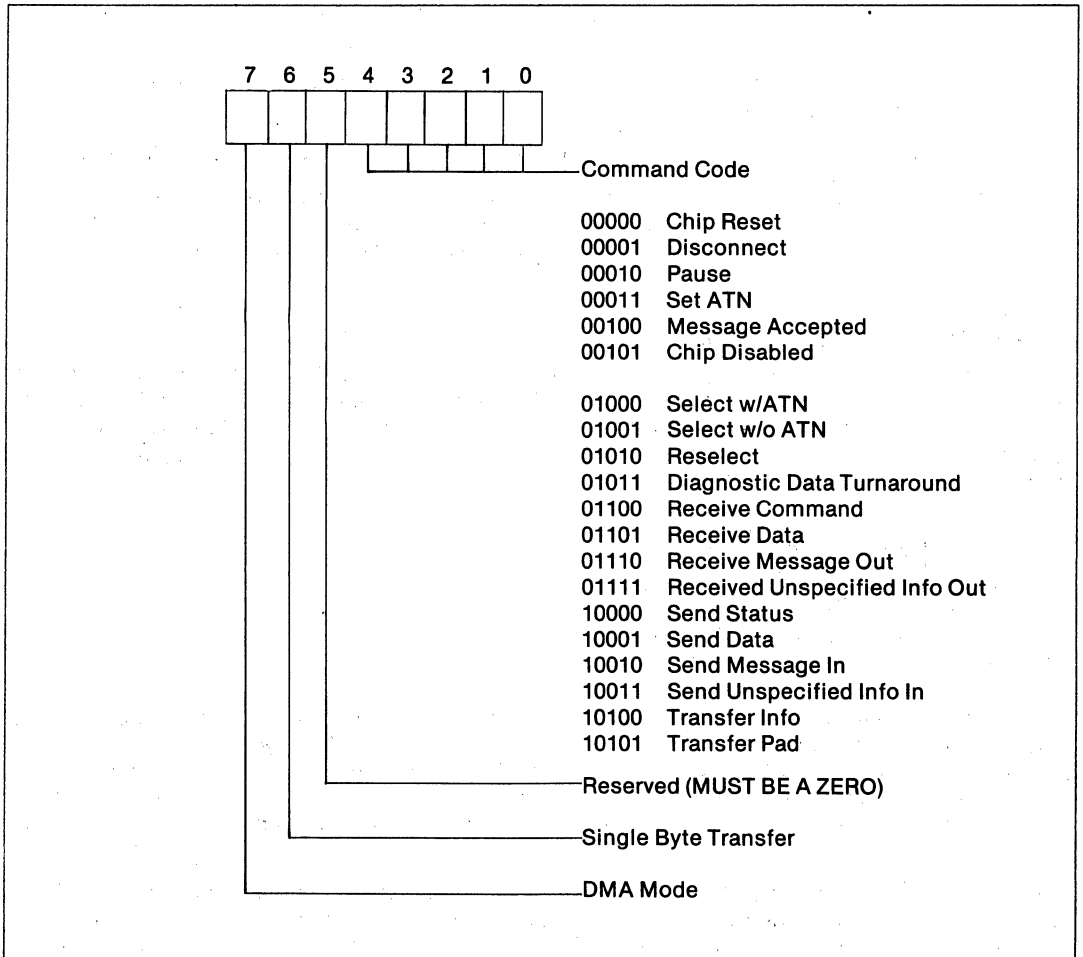 7 6 5 4 3 2 1 0
Command Code
00000 Chip Reset
00001 Disconnect
00010 Pause
00011 Set ATN
00100 Message Accepted
00101 Chip Disabled
01000 Select w/ATN
01001 Select w/o ATN
01010 Reselect
01011 Diagnostic Data Turnaround
01100 Receive Command
01101 Receive Data
01110 Receive Message Out
01111 Received Unspecified Info Out
10000 Send Status
10001 Send Data
10010 Send Message In
10011 Send Unspecified Info In
10100 Transfer Info
10101 Transfer Pad
Reserved (MUST BE A ZERO)
Single Byte Transfer
DMA Mode